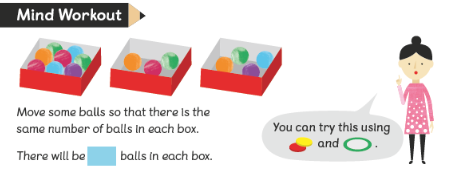 Mind Workout
Move some balls so that there is the
same number of balls in each box.
There will be balls in each box.
You can try this using
and .